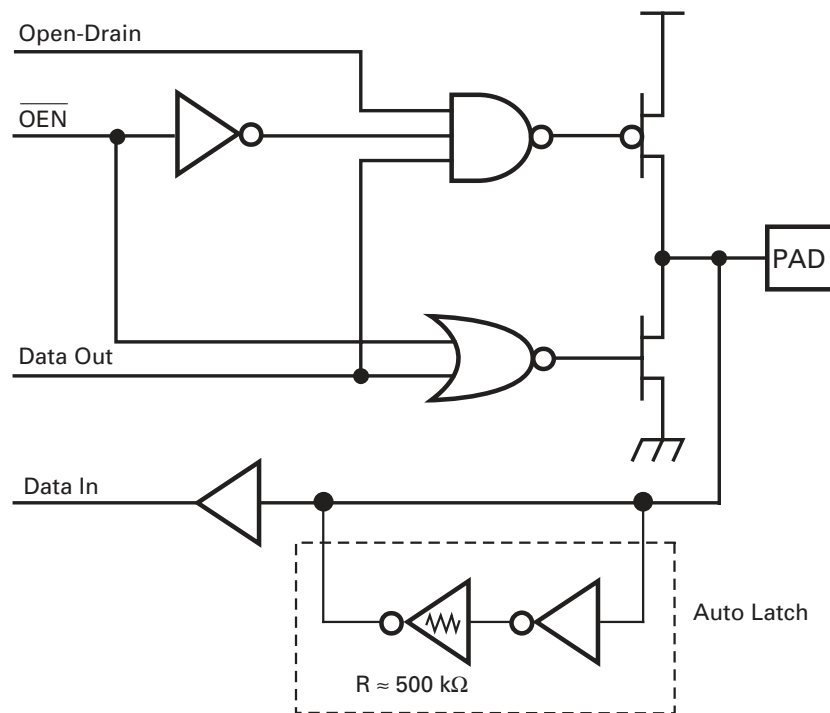 Open-Drain
OEN
PAD
Data Out
Data In
Auto Latch
R ≈ 500 kΩ